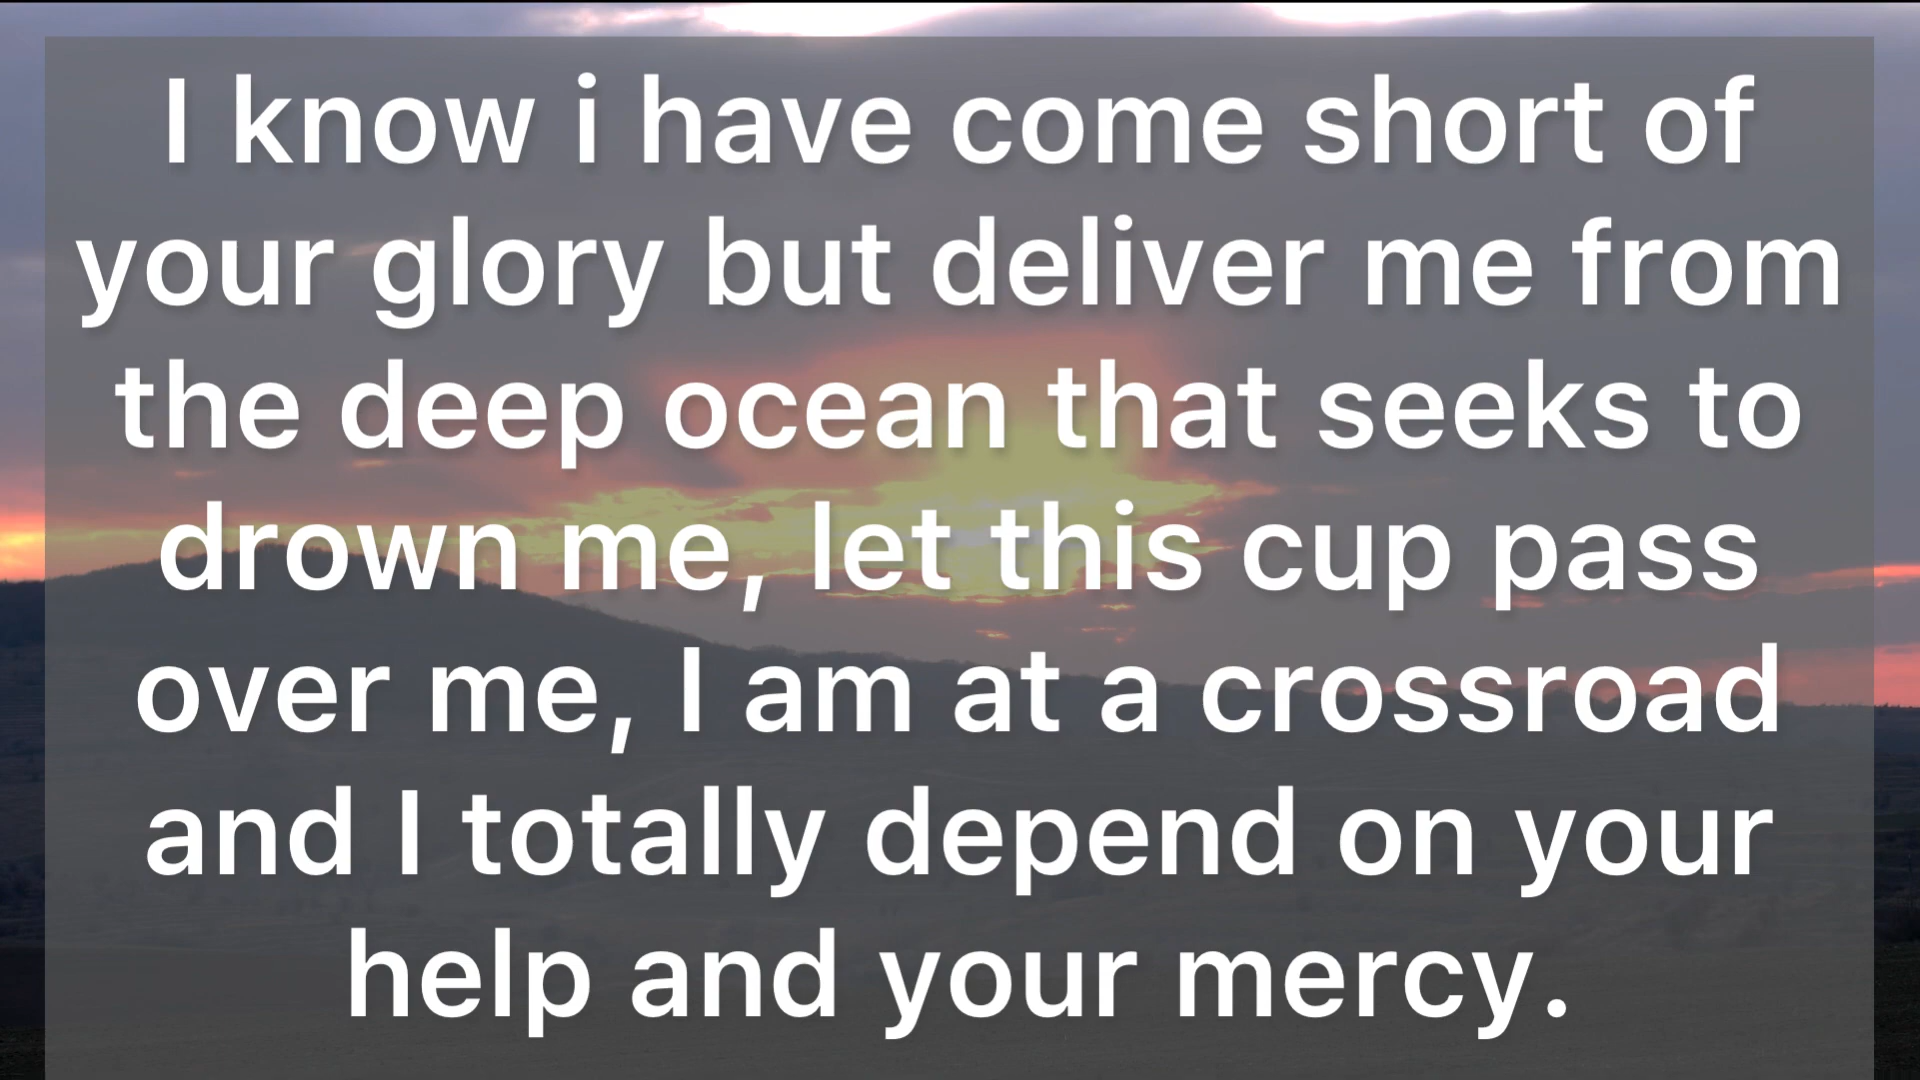 I know i have come short of
your glory but deliver me from
the deep ocean that seeks to
drown me, let this cup pass
over me, I am at a crossroad
and I totally depend on your
help and your mercy.